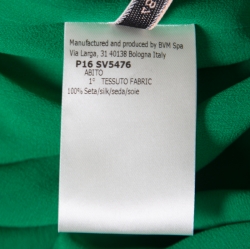 Manufactured and produced by BVM Spa
Via Larga, 31 40138 Bologna Italy
P16 SV5476
ABITO
1° TESSUTO FABRIC
100% Seta/silk/seda/soie